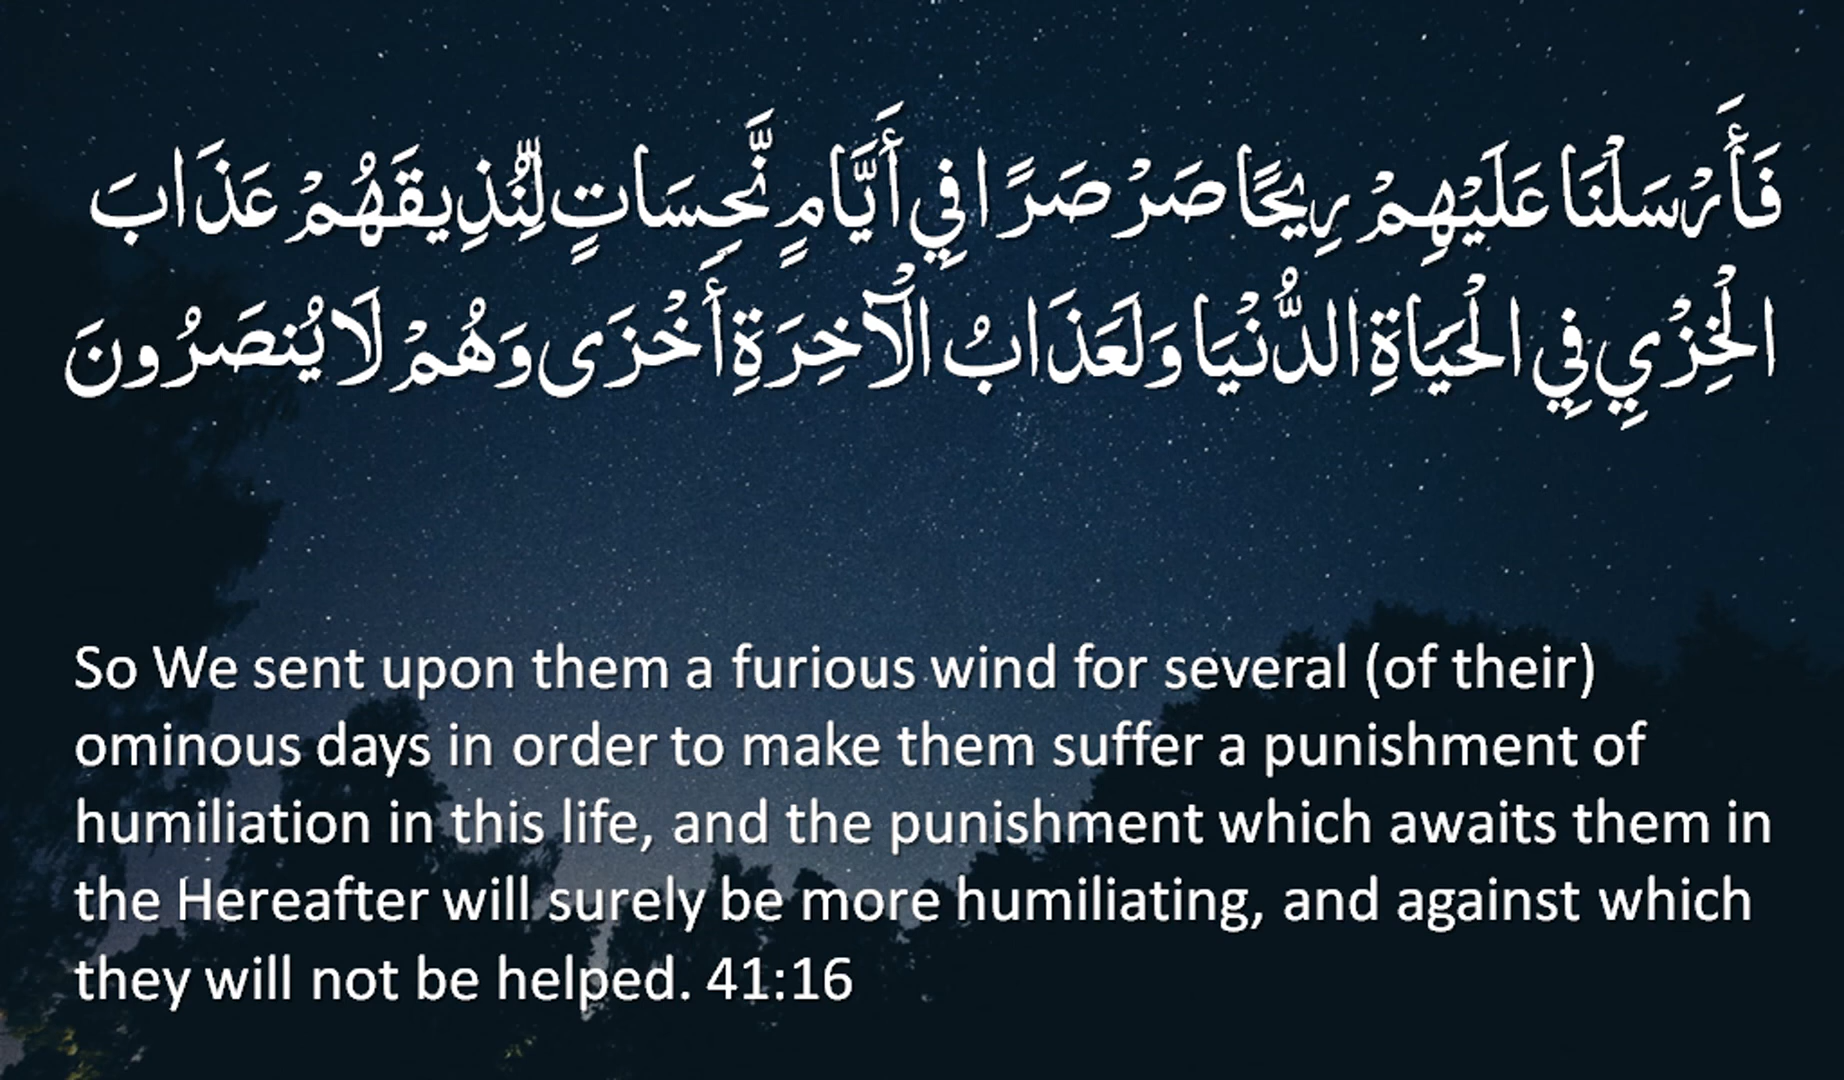 فَأَرْسَلْنَا عَلَيْهِمْ رِيحًا صَرْصَرًا فِي أَيَّامٍ نَّحِسَاتٍ لِّنُذِيقَهُمْ عَذَابَ
الْخِزْيِ فِي الْحَيَاةِ الدُّنْيَا وَلَعَذَابُ الْآخِرَةِ أَخْزَى وَهُمْ لَا يُنصَرُونَ
So We sent upon them a furious wind for several (of their)
ominous days in order to make them suffer a punishment of
humiliation in this life, and the punishment which awaits them in
the Hereafter will surely be more humiliating, and against which
they will not be helped. 41:16